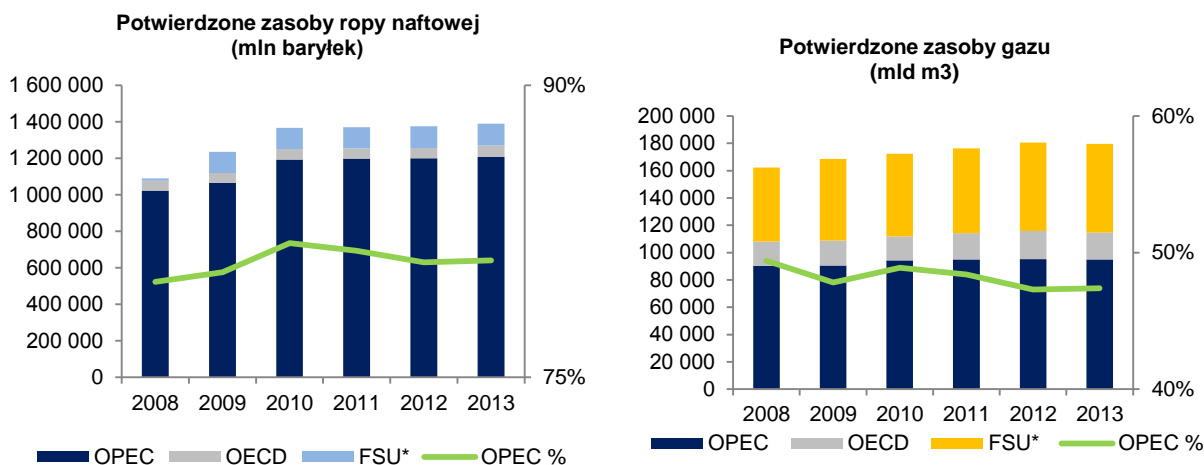 Potwierdzone zasoby ropy naftowej
(mln baryłek)
1 600 000
1 400 000
1 200 000
1 000 000
800 000
600 000
400 000
200 000
0
90%
75%
2008 2009 2010 2011 2012 2013
OPEC OECD FSU* OPEC %
Potwierdzone zasoby gazu
(mld m3)
200 000
180 000
160 000
140 000
120 000
100 000
80 000
60 000
40 000
20 000
0
60%
50%
40%
2008 2009 2010 2011 2012 2013
OPEC OECD FSU* OPEC %